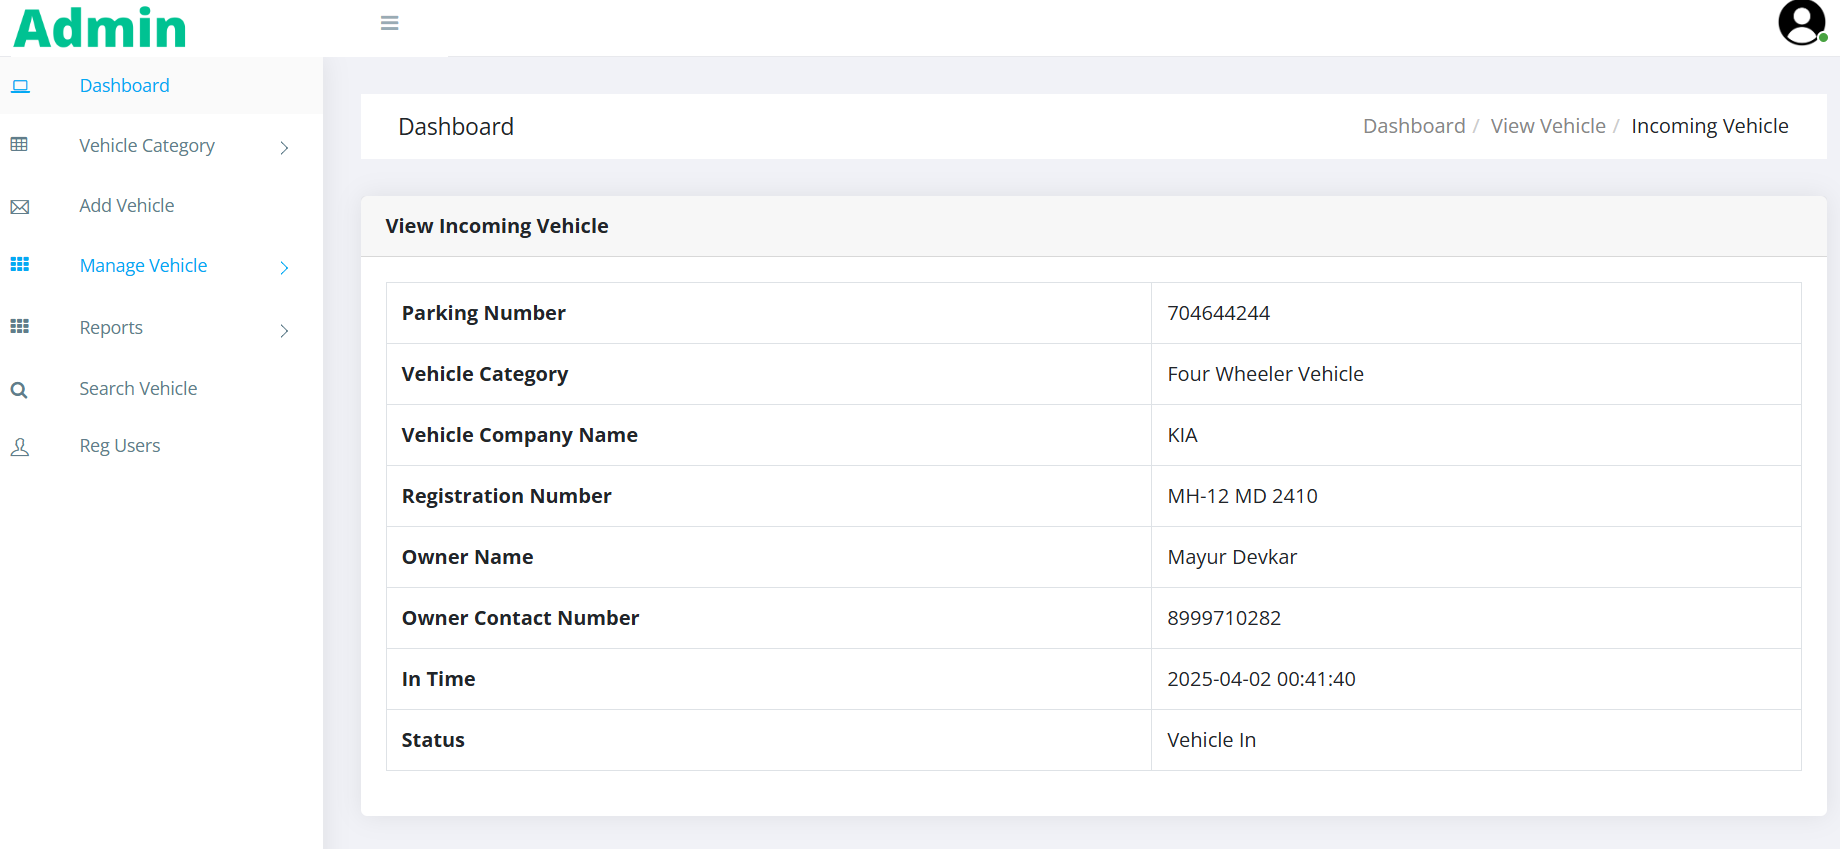 Admin
Dashboard
Vehicle Category
Add Vehicle
Manage Vehicle
Reports
Search Vehicle
Reg Users
Dashboard
Dashboard / View Vehicle / Incoming Vehicle
View Incoming Vehicle
Parking Number 704644244
Vehicle Category Four Wheeler Vehicle
Vehicle Company Name KIA
Registration Number MH-12 MD 2410
Owner Name Mayur Devkar
Owner Contact Number 8999710282
In Time 2025-04-02 00:41:40
Status Vehicle In